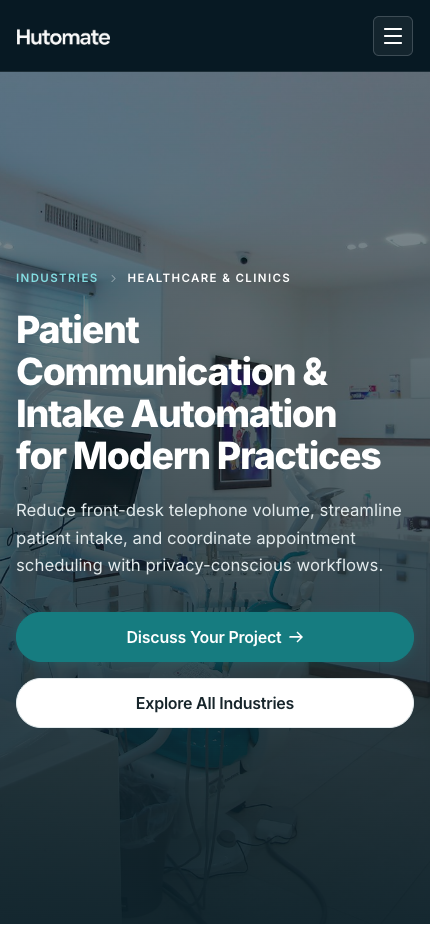 Hutomate
INDUSTRIES > HEALTHCARE & CLINICS
Patient
Communication &
Intake Automation
for Modern Practices
Reduce front-desk telephone volume, streamline
patient intake, and coordinate appointment
scheduling with privacy-conscious workflows.
Discuss Your Project →
Explore All Industries